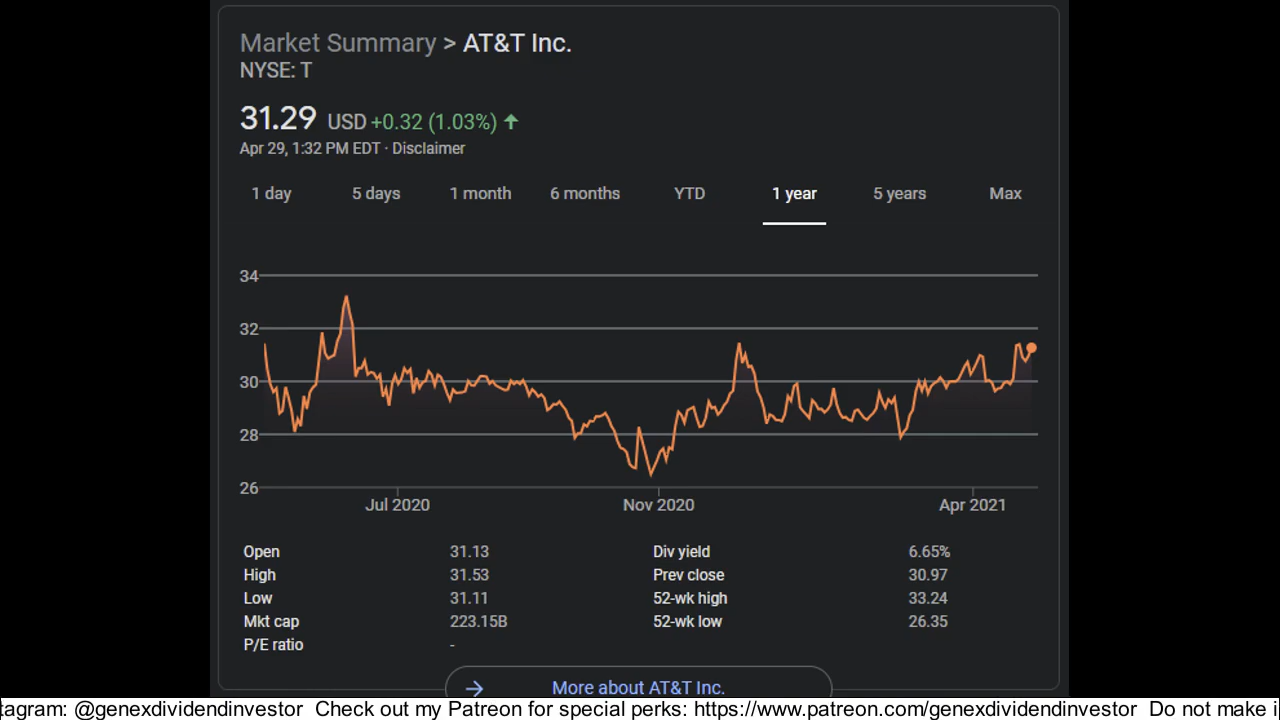 Market Summary > AT&T Inc.
NYSE: T
31.29 USD +0.32 (1.03%) ↑
Apr 29, 1:32 PM EDT · Disclaimer
1 day 5 days 1 month 6 months YTD 1 year 5 years Max
34
32
30
28
26
Jul 2020 Nov 2020 Apr 2021
Open 31.13 Div yield 6.65%
High 31.53 Prev close 30.97
Low 31.11 52-wk high 33.24
Mkt cap 223.15B 52-wk low 26.35
P/E ratio -
→ More about AT&T Inc.
tagram: @genexdividendinvestor Check out my Patreon for special perks: https://www.patreon.com/genexdividendinvestor Do not make i